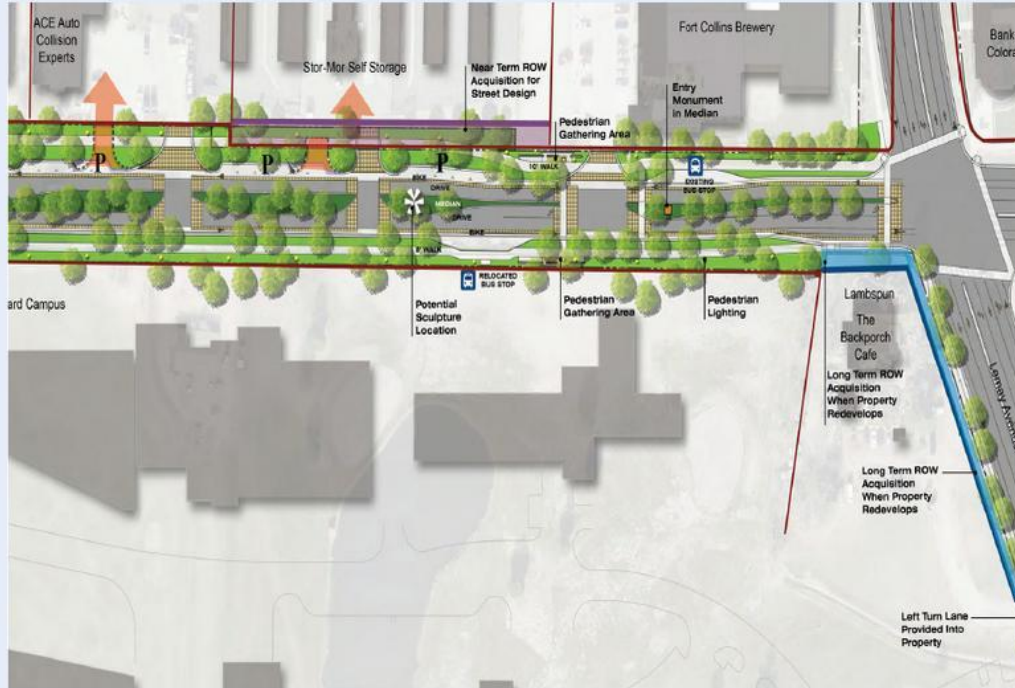 ACE Auto
Collision
Experts
Stor-Mor Self Storage
Near Term ROW
Acquisition for
Street Design
Fort Collins Brewery
Entry
Monument
in Median
Pedestrian
Gathering Area
Bank
P
P
P
10' WALK
EXISTING
BUS STOP
BIKE
DRIVE
MEDIAN
DRIVE
BIKE
8' WALK
RELOCATED
BUS STOP
ard Campus
Potential
Sculpture
Location
Pedestrian
Gathering Area
Pedestrian
Lighting
Lambspun
The
Backporch
Cafe
Long Term ROW
Acquisition
When Property
Redevelops
Lemay Avenue
Long Term ROW
Acquisition
When Property
Redevelops
Left Turn Lane
Provided Into
Property